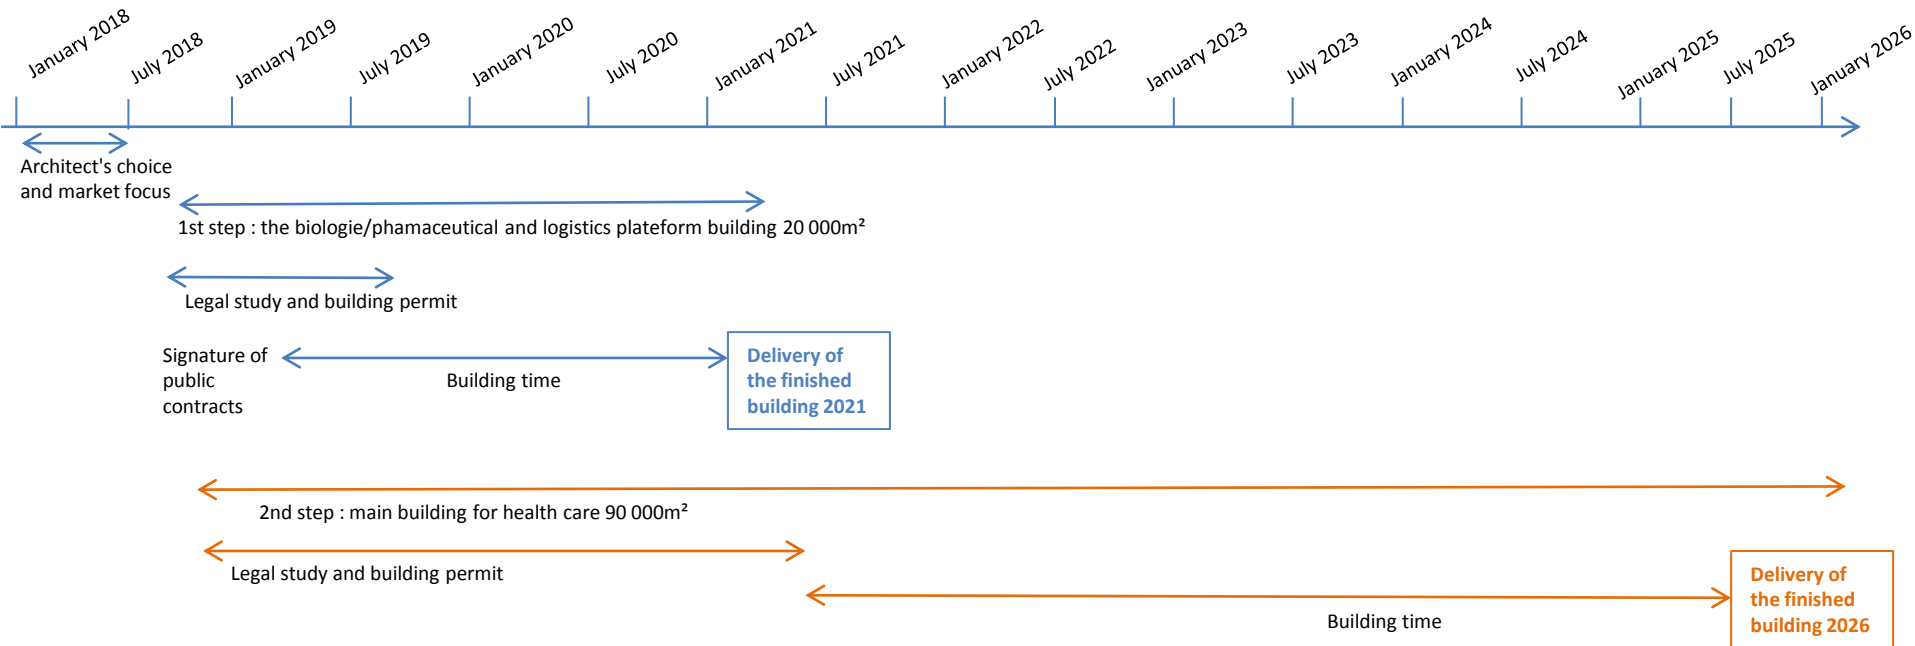 January 2018
July 2018
January 2019
July 2019
January 2020
July 2020
January 2021
July 2021
January 2022
July 2022
January 2023
July 2023
January 2024
July 2024
January 2025
July 2025
January 2026
Architect's choice
and market focus
1st step : the biologie/phamaceutical and logistics plateform building 20 000m²
Legal study and building permit
Signature of
public
contracts
Building time
Delivery of
the finished
building 2021
2nd step : main building for health care 90 000m²
Legal study and building permit
Building time
Delivery of
the finished
building 2026